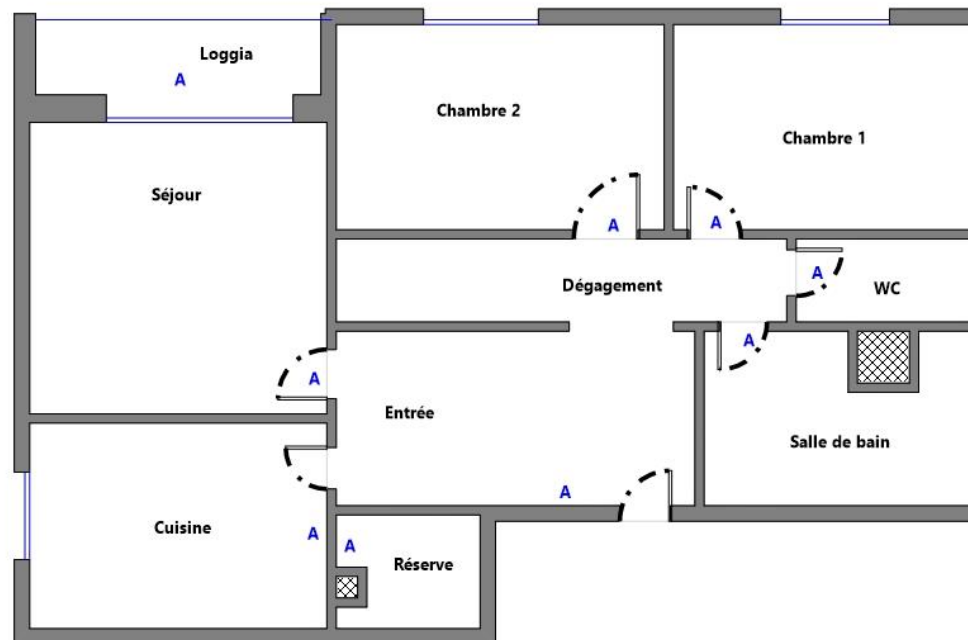 Loggia
A
Chambre 2
Chambre 1
Séjour
A
A
A
Dégagement
WC
A
A
Entrée
Salle de bain
A
Cuisine
A
A
Réserve